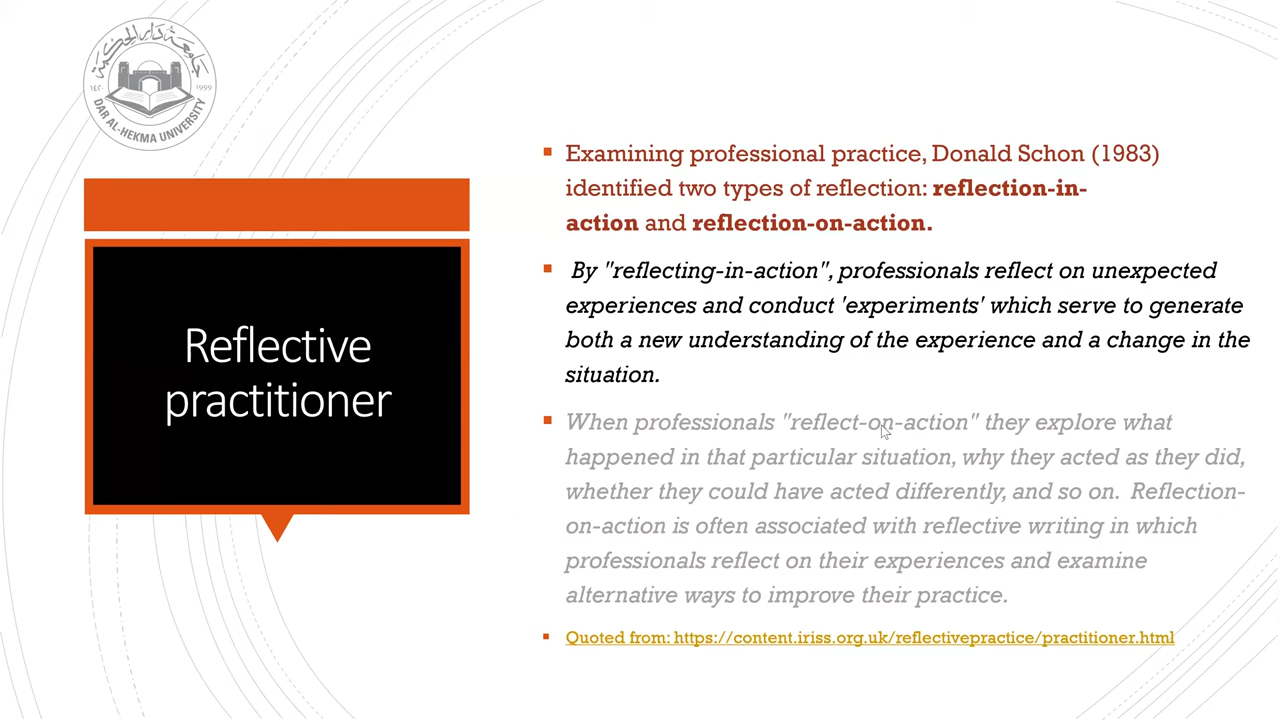 جامعة دار الحكمة
١٤٢٠
1999
DAR AL-HEKMA UNIVERSITY
Reflective
practitioner
Examining professional practice, Donald Schon (1983)
identified two types of reflection: reflection-in-
action and reflection-on-action.
By "reflecting-in-action", professionals reflect on unexpected
experiences and conduct 'experiments' which serve to generate
both a new understanding of the experience and a change in the
situation.
When professionals "reflect-on-action" they explore what
happened in that particular situation, why they acted as they did,
whether they could have acted differently, and so on. Reflection-
on-action is often associated with reflective writing in which
professionals reflect on their experiences and examine
alternative ways to improve their practice.
Quoted from: https://content.iriss.org.uk/reflectivepractice/practitioner.html